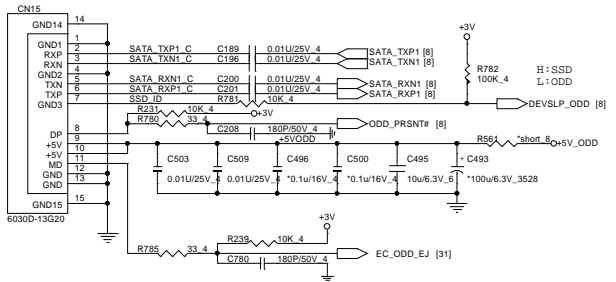 CN15
GND14 14
GND1 1
RXP 2 SATA_TXP1_C C189 0.01U/25V_4 SATA_TXP1 [8]
RXN 3 SATA_TXN1_C C196 0.01U/25V_4 SATA_TXN1 [8]
GND2 4
TXN 5 SATA_RXN1_C C200 0.01U/25V_4 SATA_RXN1 [8]
TXP 6 SATA_RXP1_C C201 0.01U/25V_4 SATA_RXP1 [8]
GND3 7 SSD_ID R781 10K_4 DEVSLP_ODD [8]
+3V
R782
100K_4
H:SSD
L:ODD
R231 10K_4 +3V
DP 8 R780 33_4 ODD_PRSNT# [8]
C208 180P/50V_4
+5V 9 +5VODD R561 *short_8 +5V_ODD
+5V 10
MD 11
GND 12
GND 13
GND15 15
6030D-13G20
C503 C509 C496 C500 C495 + C493
0.01U/25V_4 0.01U/25V_4 *0.1u/16V_4 *0.1u/16V_4 10u/6.3V_6 *100u/6.3V_3528
+3V
R239 10K_4
R785 33_4 EC_ODD_EJ [31]
C780 180P/50V_4